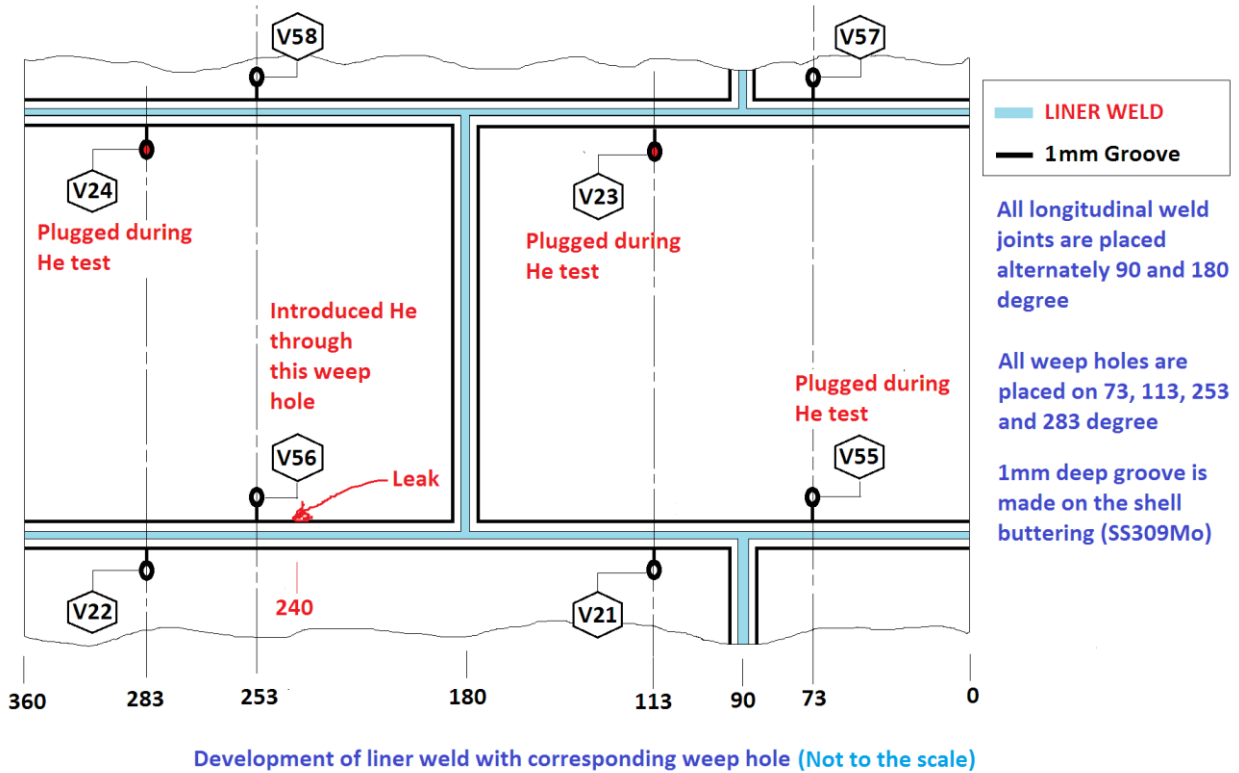 V58
V57
V24
V23
Plugged during
He test
Plugged during
He test
Introduced He
through
this weep
hole
Plugged during
He test
V56
V55
Leak
V22
V21
240
360
283
253
180
113
90
73
0
LINER WELD
1mm Groove
All longitudinal weld
joints are placed
alternately 90 and 180
degree
All weep holes are
placed on 73, 113, 253
and 283 degree
1mm deep groove is
made on the shell
buttering (SS309Mo)
Development of liner weld with corresponding weep hole (Not to the scale)